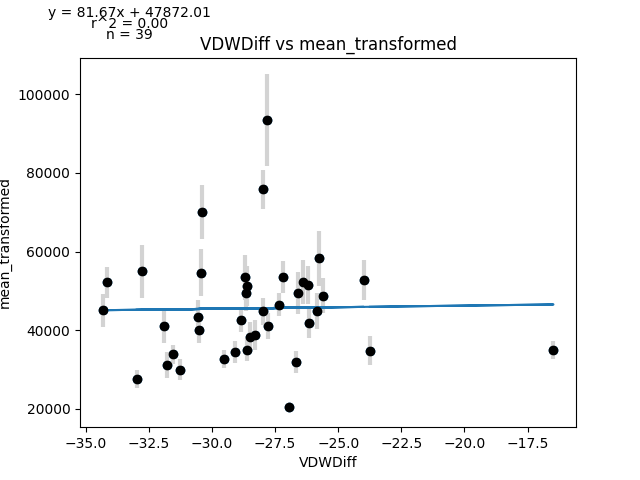 y = 81.67x + 47872.01
r^2 = 0.00
n = 39
VDWDiff vs mean_transformed
mean_transformed
100000
80000
60000
40000
20000
−35.0 −32.5 −30.0 −27.5 −25.0 −22.5 −20.0 −17.5
VDWDiff